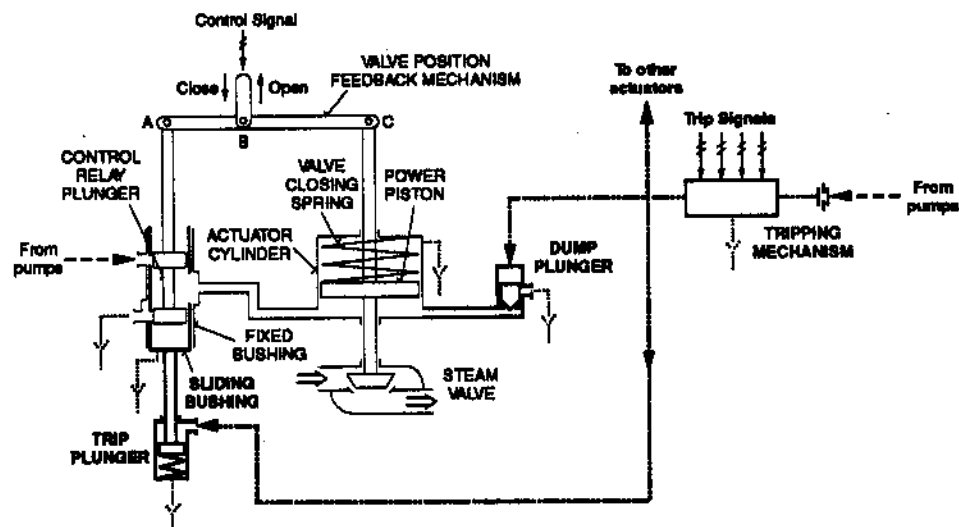 Control Signal
VALVE POSITION
FEEDBACK MECHANISM
Close
Open
To other
actuators
A
B
C
Trip Signals
CONTROL
RELAY
PLUNGER
VALVE
CLOSING
SPRING
POWER
PISTON
From
pumps
ACTUATOR
CYLINDER
DUMP
PLUNGER
TRIPPING
MECHANISM
From
pumps
FIXED
BUSHING
SLIDING
BUSHING
STEAM
VALVE
TRIP
PLUNGER